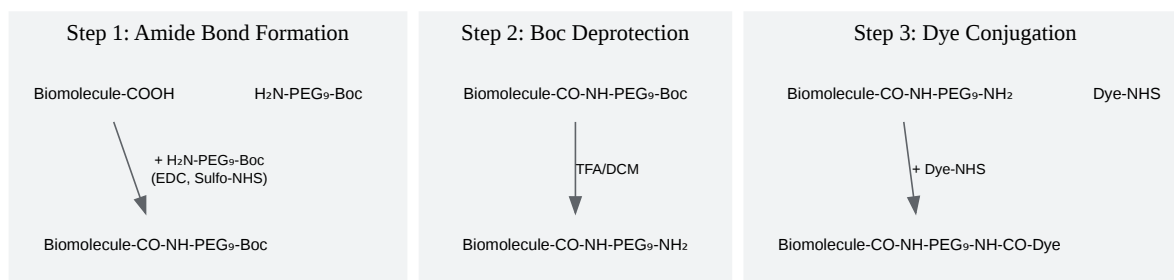 Step 1: Amide Bond Formation
Biomolecule-COOH
H₂N-PEG₉-Boc
+ H₂N-PEG₉-Boc
(EDC, Sulfo-NHS)
Biomolecule-CO-NH-PEG₉-Boc
Step 2: Boc Deprotection
Biomolecule-CO-NH-PEG₉-Boc
TFA/DCM
Biomolecule-CO-NH-PEG₉-NH₂
Step 3: Dye Conjugation
Biomolecule-CO-NH-PEG₉-NH₂
Dye-NHS
+ Dye-NHS
Biomolecule-CO-NH-PEG₉-NH-CO-Dye